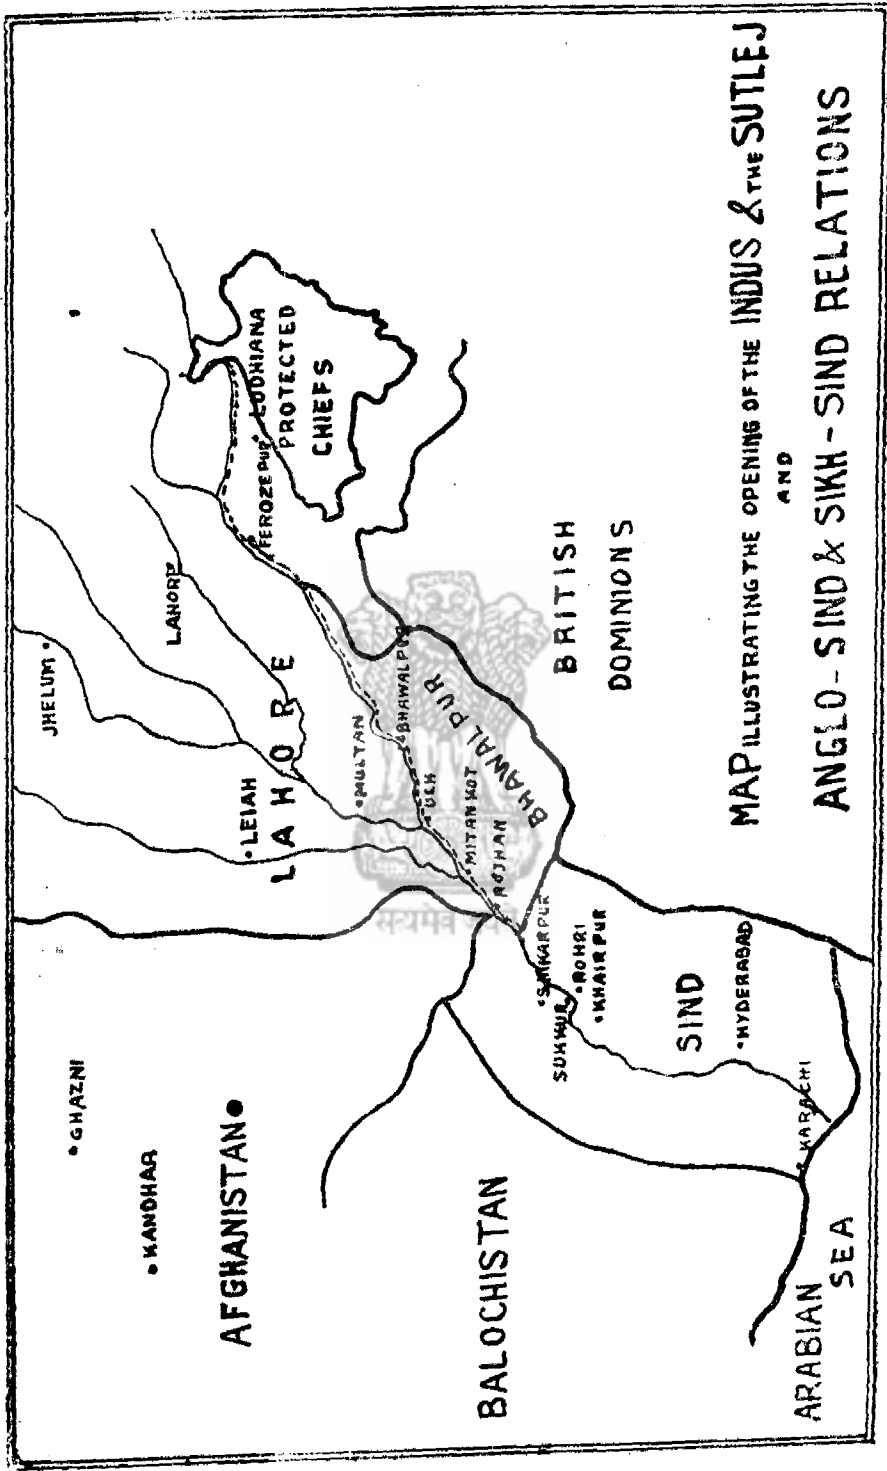 GHAZNI
KANDHAR
AFGHANISTAN
BALOCHISTAN
ARABIAN
SEA
JHELUM
LAHORE
LEIAH
LAHORE
MULTAN
FEROZEPUR
LUDHIANA
PROTECTED
CHIEFS
BHAWALPUR
UCH
MITANKOT
ROJHAN
BHAWALPUR
SHIKARPUR
SUKKUR
ROHRI
KHAIRPUR
SIND
HYDERABAD
KARACHI
BRITISH
DOMINIONS
MAP ILLUSTRATING THE OPENING OF THE INDUS & THE SUTLEJ
AND
ANGLO-SIND & SIKH-SIND RELATIONS
सत्यमेव जयते